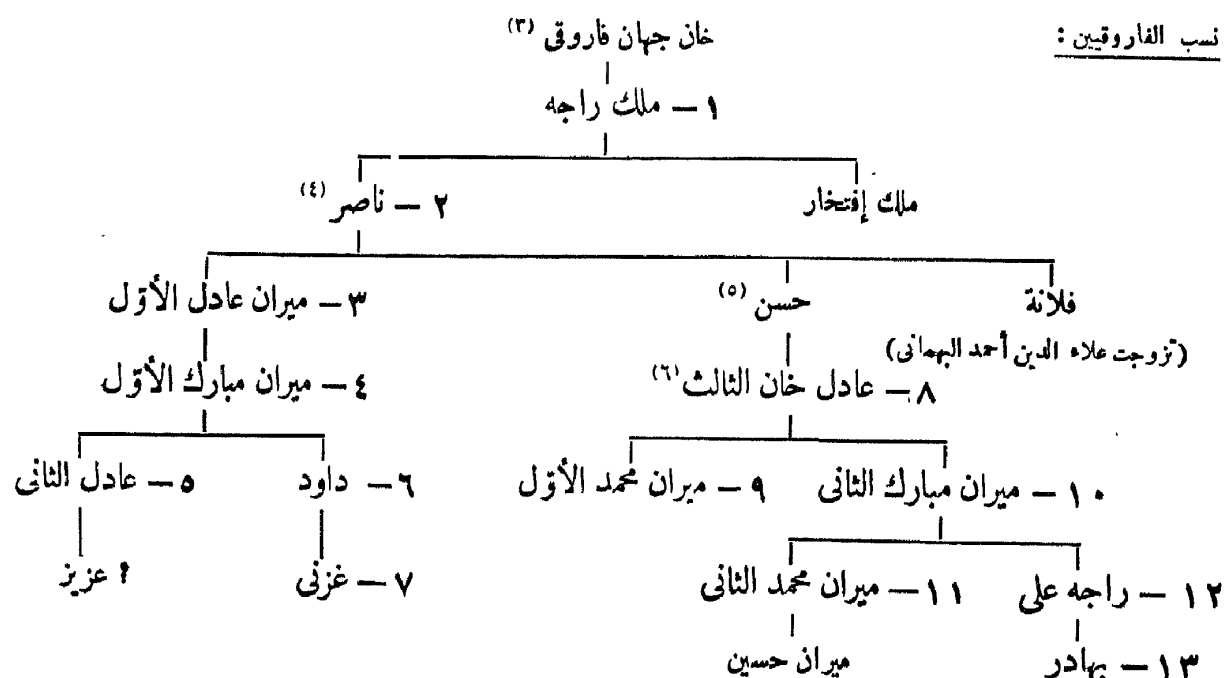 نسب الفاروقيين :
خان جهان فاروقى (٣)
١ — ملك راجه
ملك إفتخار ٢ — ناصر (٤)
فلانة حسن (٥) ٣ — ميران عادل الأوّل
(تزوجت علاء الدين أحمد البهمانى)
٨ — عادل خان الثالث (٦) ٤ — ميران مبارك الأوّل
١٠ — ميران مبارك الثانى ٩ — ميران محمد الأوّل ٦ — داود ٥ — عادل الثانى
١٢ — راجه على ١١ — ميران محمد الثانى ٧ — غزنى ? عزيز
١٣ — بهادر ميران حسين